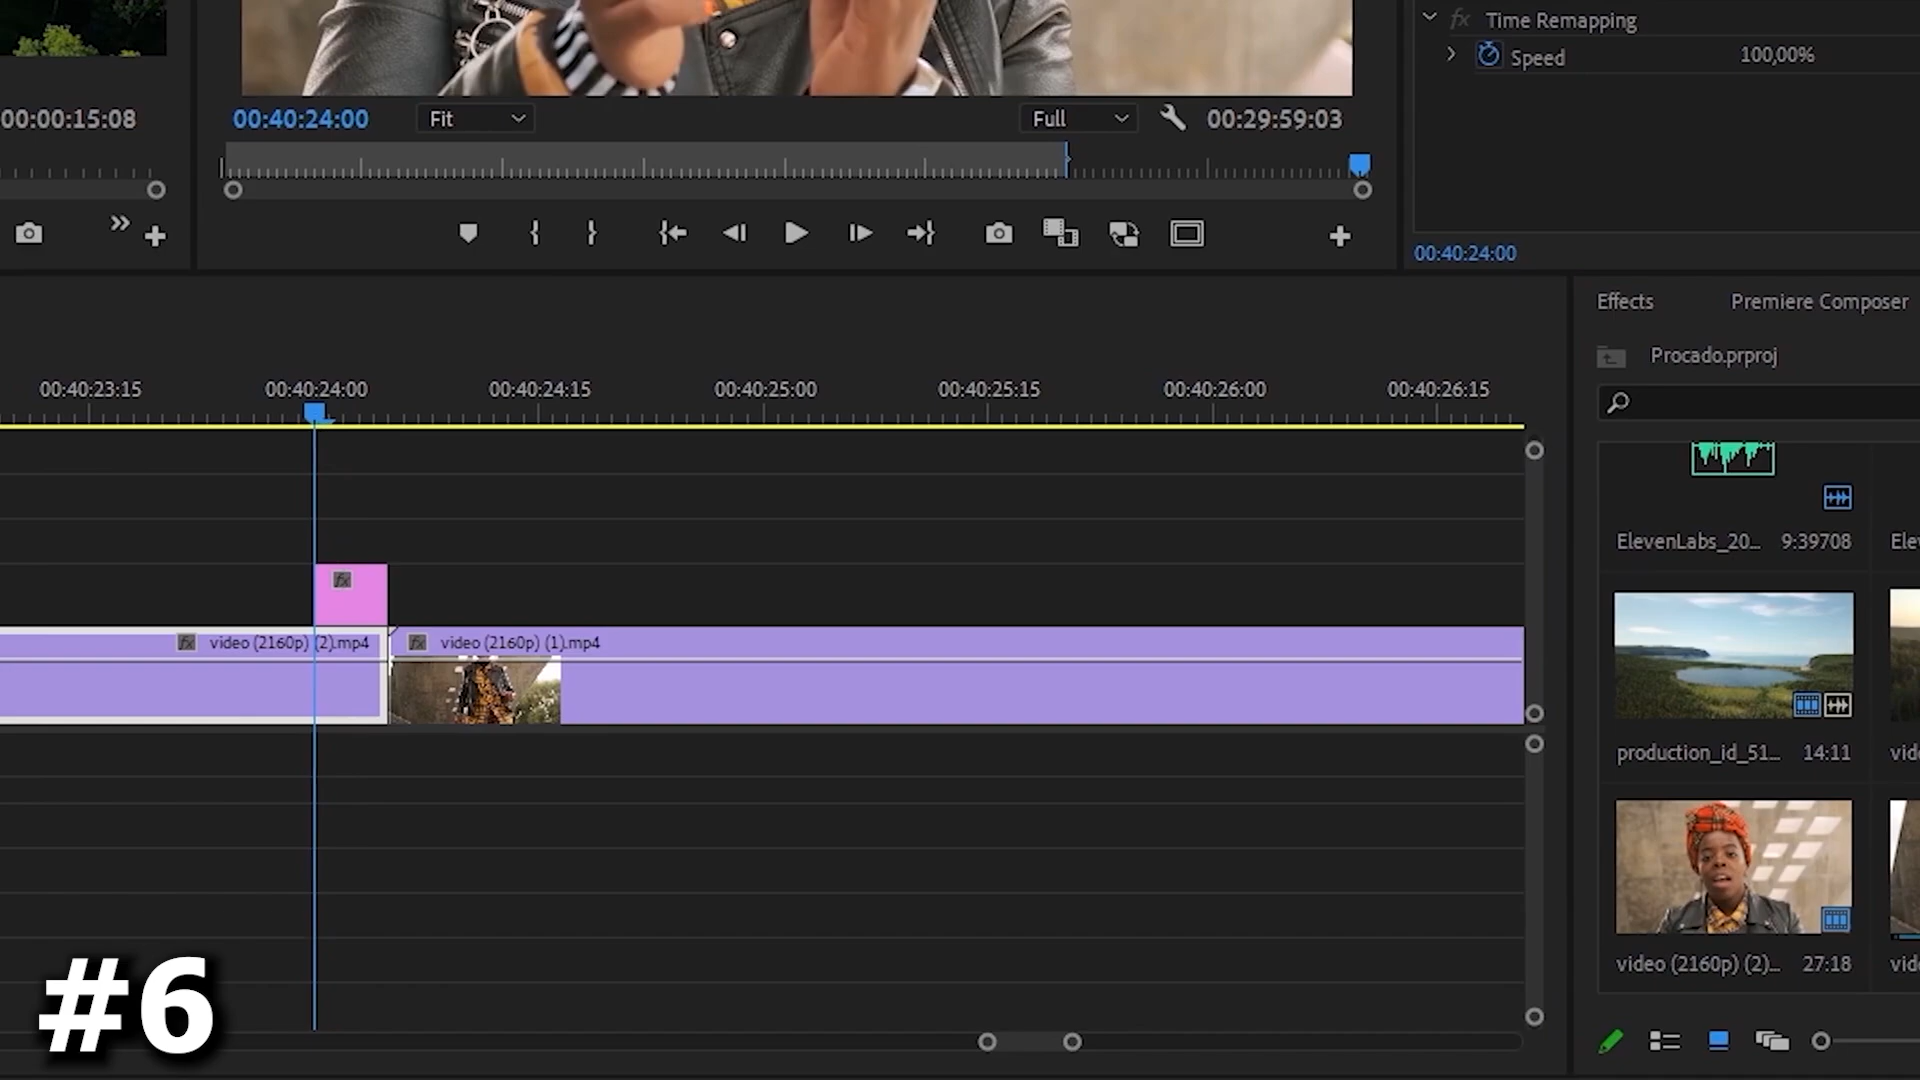 fx Time Remapping
Speed 100,00%
00:00:15:08
00:40:24:00 Fit Full 00:29:59:03
00:40:24:00
Effects Premiere Composer
Procado.prproj
00:40:23:15 00:40:24:00 00:40:24:15 00:40:25:00 00:40:25:15 00:40:26:00 00:40:26:15
fx
fx video (2160p) (2).mp4 fx video (2160p) (1).mp4
ElevenLabs_20... 9:39708 Ele
production_id_51... 14:11 vid
video (2160p) (2)... 27:18 vid
#6